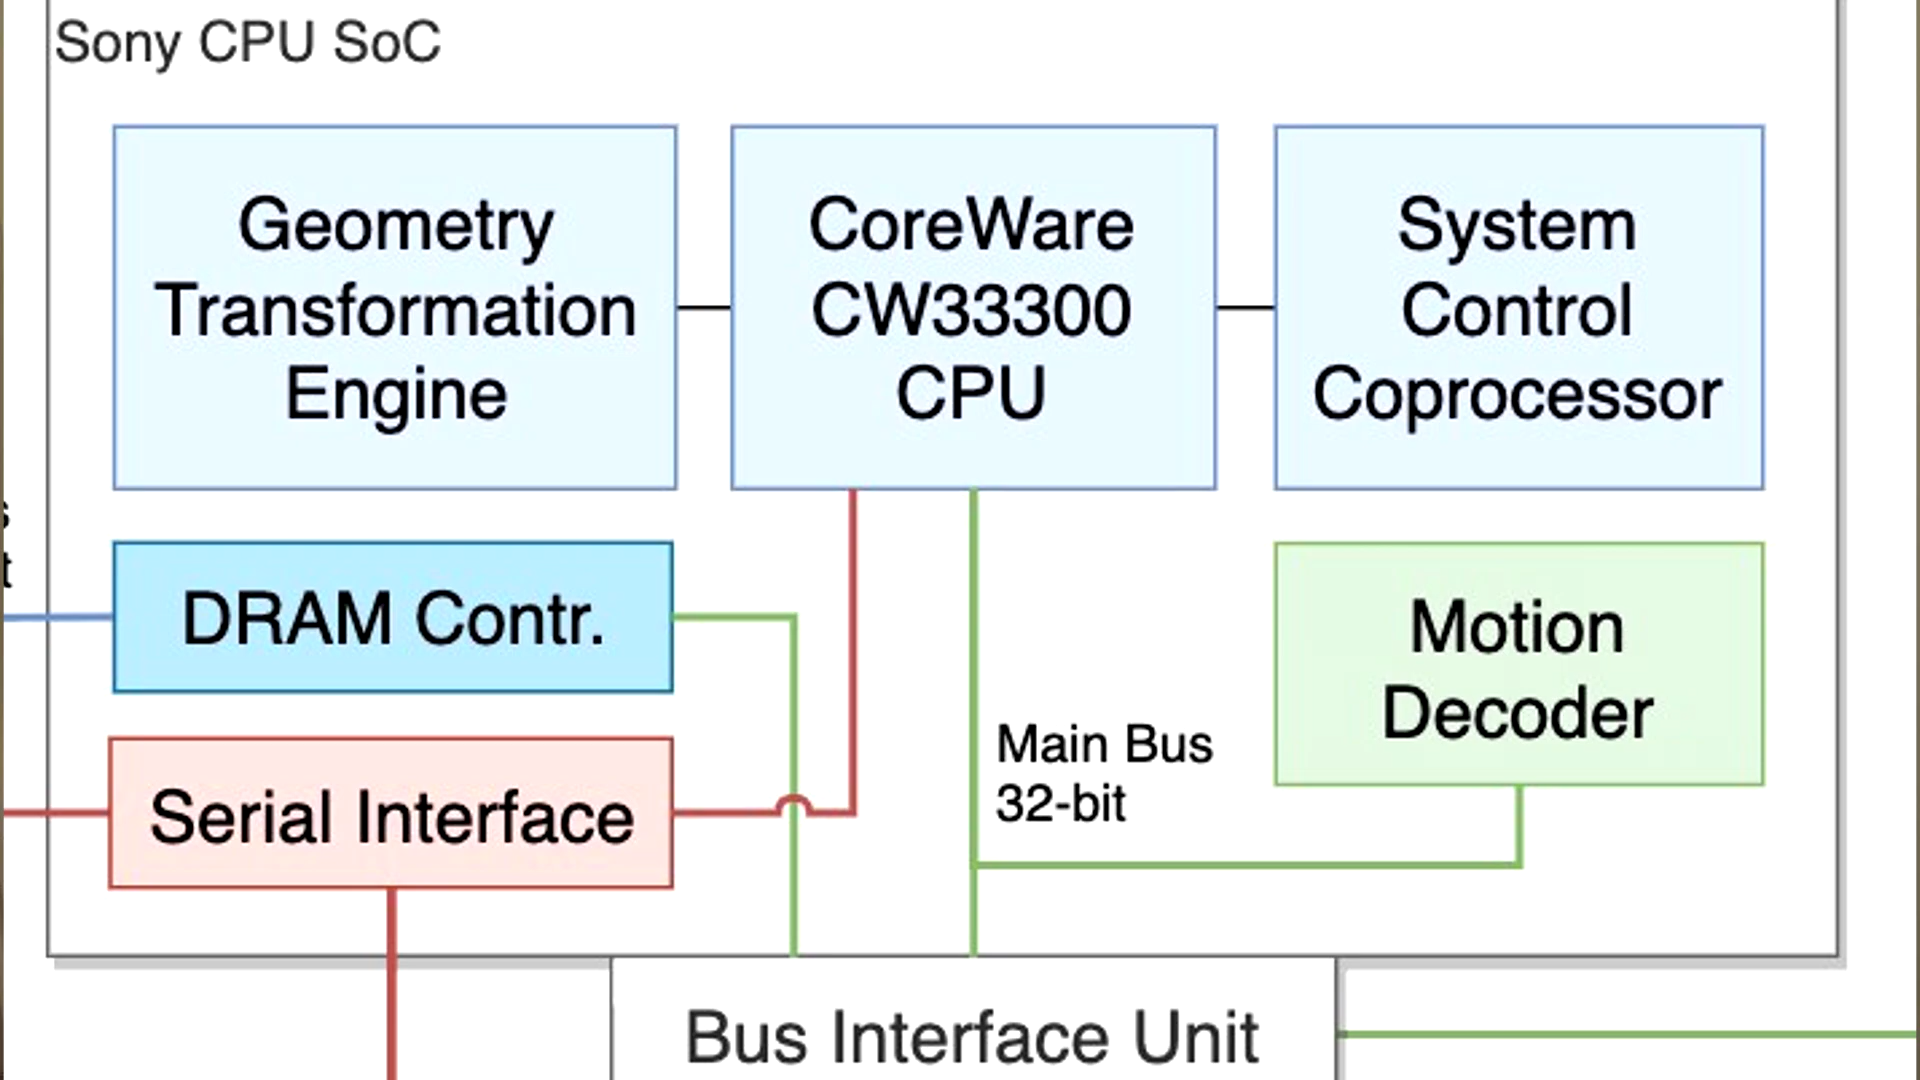 Sony CPU SoC
Geometry
Transformation
Engine
CoreWare
CW33300
CPU
System
Control
Coprocessor
DRAM Contr.
Motion
Decoder
Main Bus
32-bit
Serial Interface
Bus Interface Unit